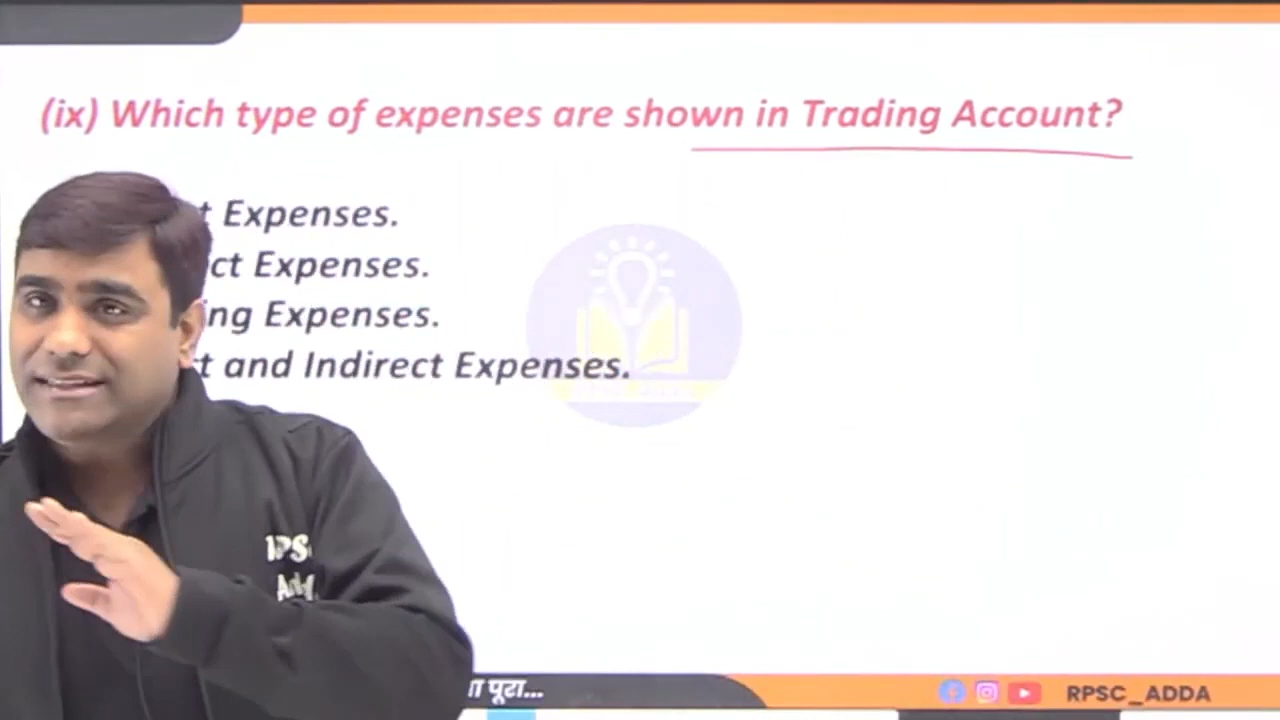 (ix) Which type of expenses are shown in Trading Account?
t Expenses.
ct Expenses.
ing Expenses.
ct and Indirect Expenses.
पूरा...
RPSC_ADDA